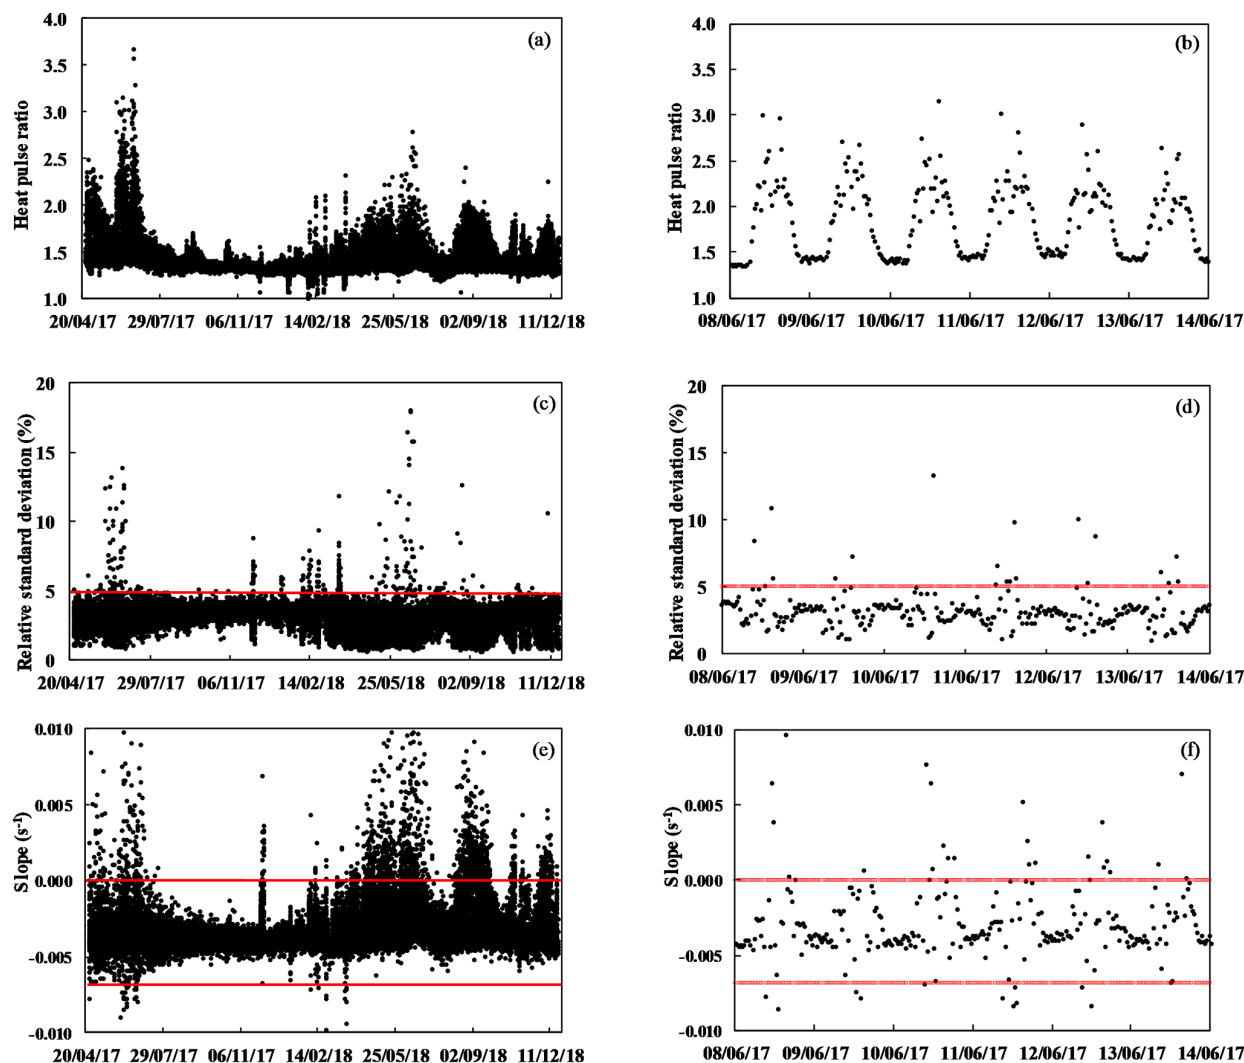 (a)
Heat pulse ratio
4.0
3.5
3.0
2.5
2.0
1.5
1.0
20/04/17 29/07/17 06/11/17 14/02/18 25/05/18 02/09/18 11/12/18
(b)
Heat pulse ratio
4.0
3.5
3.0
2.5
2.0
1.5
1.0
08/06/17 09/06/17 10/06/17 11/06/17 12/06/17 13/06/17 14/06/17
(c)
Relative standard deviation (%)
20
15
10
5
0
20/04/17 29/07/17 06/11/17 14/02/18 25/05/18 02/09/18 11/12/18
(d)
Relative standard deviation (%)
20
15
10
5
0
08/06/17 09/06/17 10/06/17 11/06/17 12/06/17 13/06/17 14/06/17
(e)
Slope (s⁻¹)
0.010
0.005
0.000
-0.005
-0.010
20/04/17 29/07/17 06/11/17 14/02/18 25/05/18 02/09/18 11/12/18
(f)
Slope (s⁻¹)
0.010
0.005
0.000
-0.005
-0.010
08/06/17 09/06/17 10/06/17 11/06/17 12/06/17 13/06/17 14/06/17